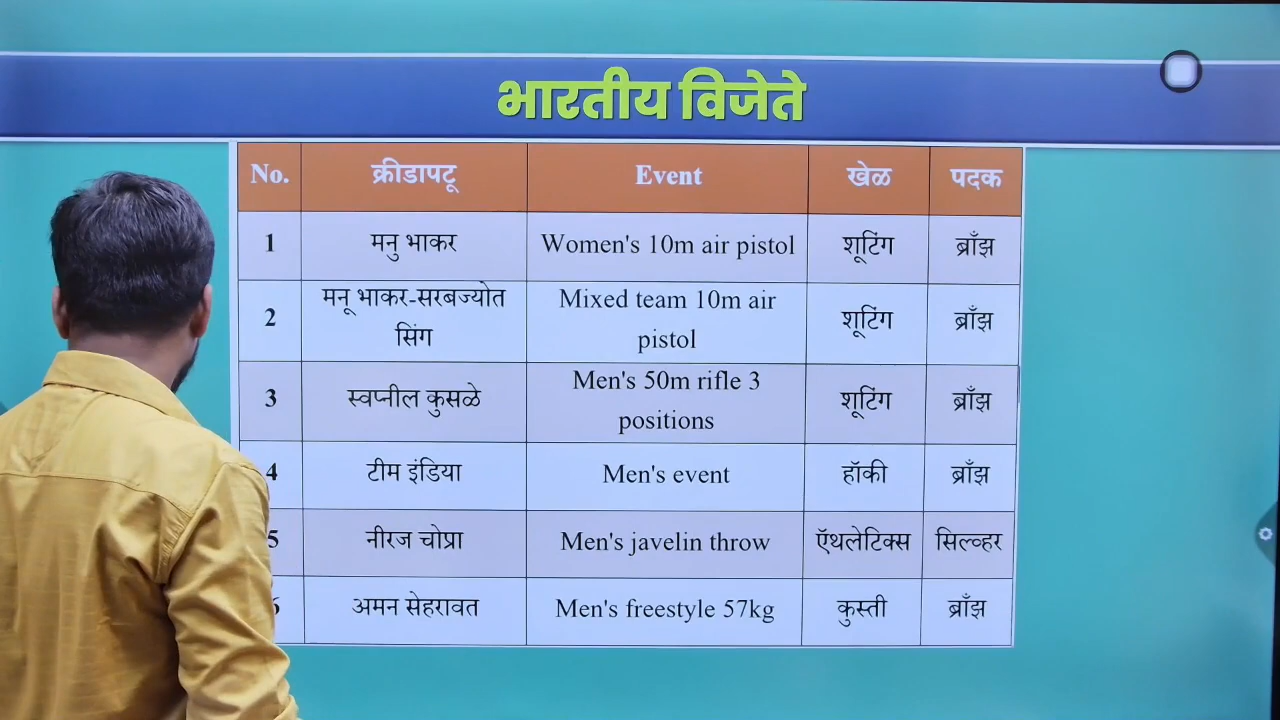 भारतीय विजेते
No. क्रीडापटू Event खेळ पदक
1 मनु भाकर Women's 10m air pistol शूटिंग ब्राँझ
2 मनू भाकर-सरबज्योत सिंग Mixed team 10m air pistol शूटिंग ब्राँझ
3 स्वप्नील कुसळे Men's 50m rifle 3 positions शूटिंग ब्राँझ
4 टीम इंडिया Men's event हॉकी ब्राँझ
5 नीरज चोप्रा Men's javelin throw ऍथलेटिक्स सिल्व्हर
अमन सेहरावत Men's freestyle 57kg कुस्ती ब्राँझ